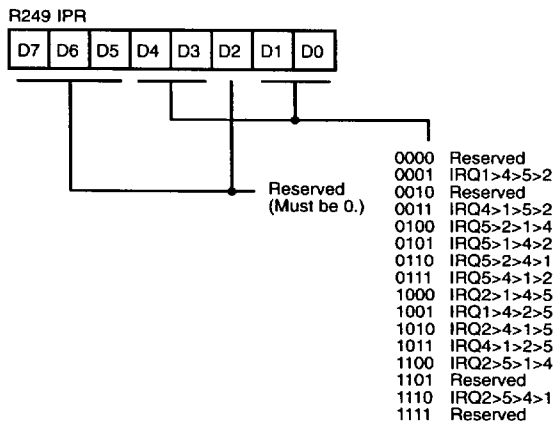 R249 IPR
D7 D6 D5 D4 D3 D2 D1 D0
Reserved
(Must be 0.)
0000 Reserved
0001 IRQ1>4>5>2
0010 Reserved
0011 IRQ4>1>5>2
0100 IRQ5>2>1>4
0101 IRQ5>1>4>2
0110 IRQ5>2>4>1
0111 IRQ5>4>1>2
1000 IRQ2>1>4>5
1001 IRQ1>4>2>5
1010 IRQ2>4>1>5
1011 IRQ4>1>2>5
1100 IRQ2>5>1>4
1101 Reserved
1110 IRQ2>5>4>1
1111 Reserved